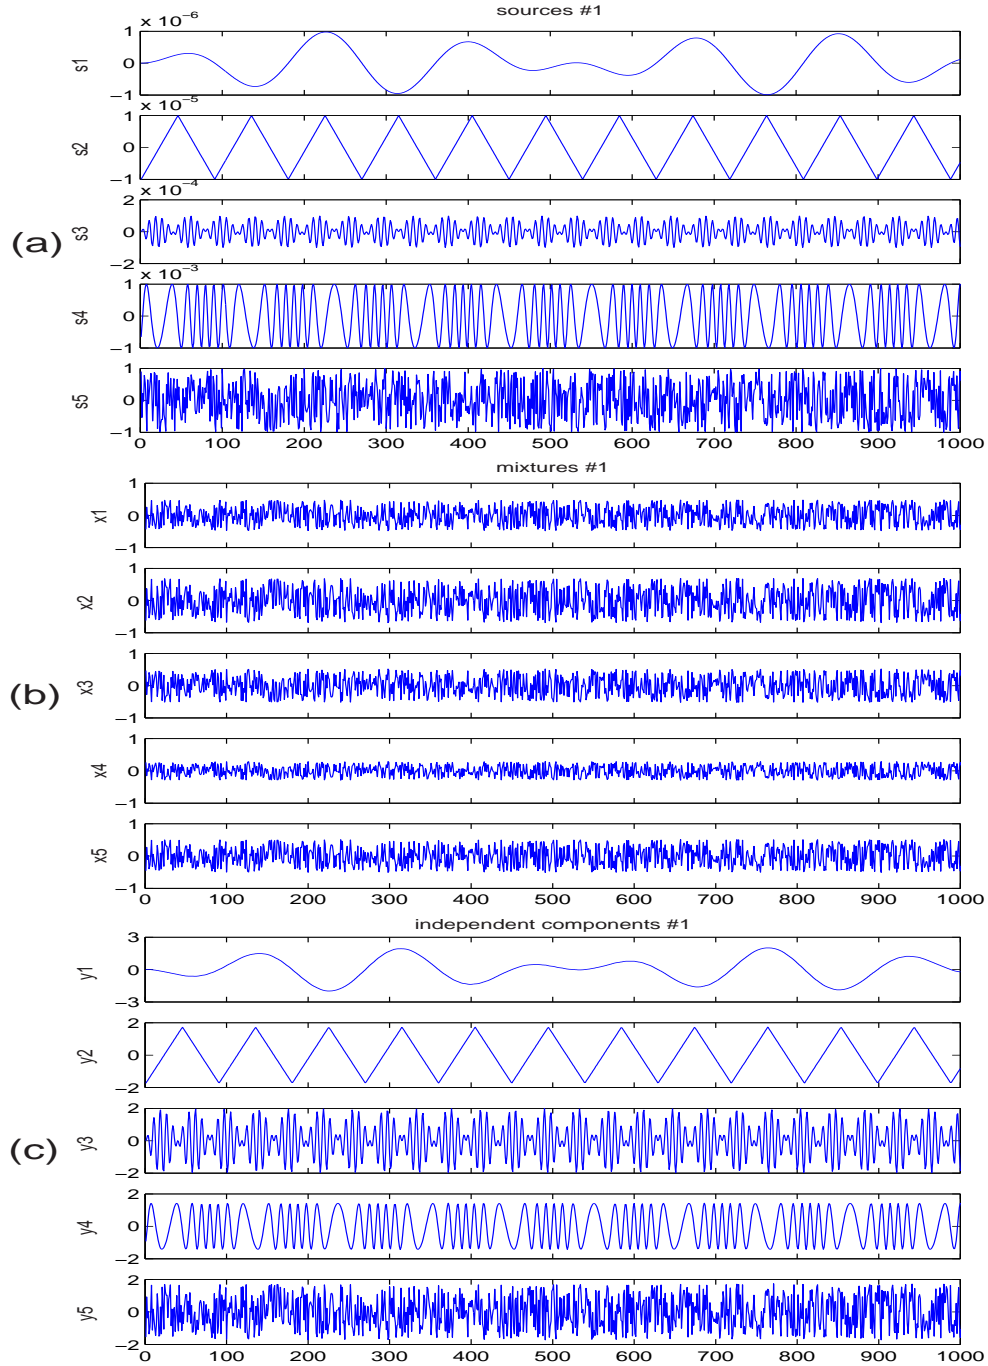 sources #1
x 10−6
1
0
−1
s1
x 10−5
1
0
−1
s2
x 10−4
2
0
−2
s3
(a)
x 10−3
1
0
−1
s4
1
0
−1
s5
0 100 200 300 400 500 600 700 800 900 1000
mixtures #1
1
0
−1
x1
1
0
−1
x2
1
0
−1
x3
(b)
1
0
−1
x4
1
0
−1
x5
0 100 200 300 400 500 600 700 800 900 1000
independent components #1
3
0
−3
y1
2
0
−2
y2
2
0
−2
y3
(c)
2
0
−2
y4
2
0
−2
y5
0 100 200 300 400 500 600 700 800 900 1000